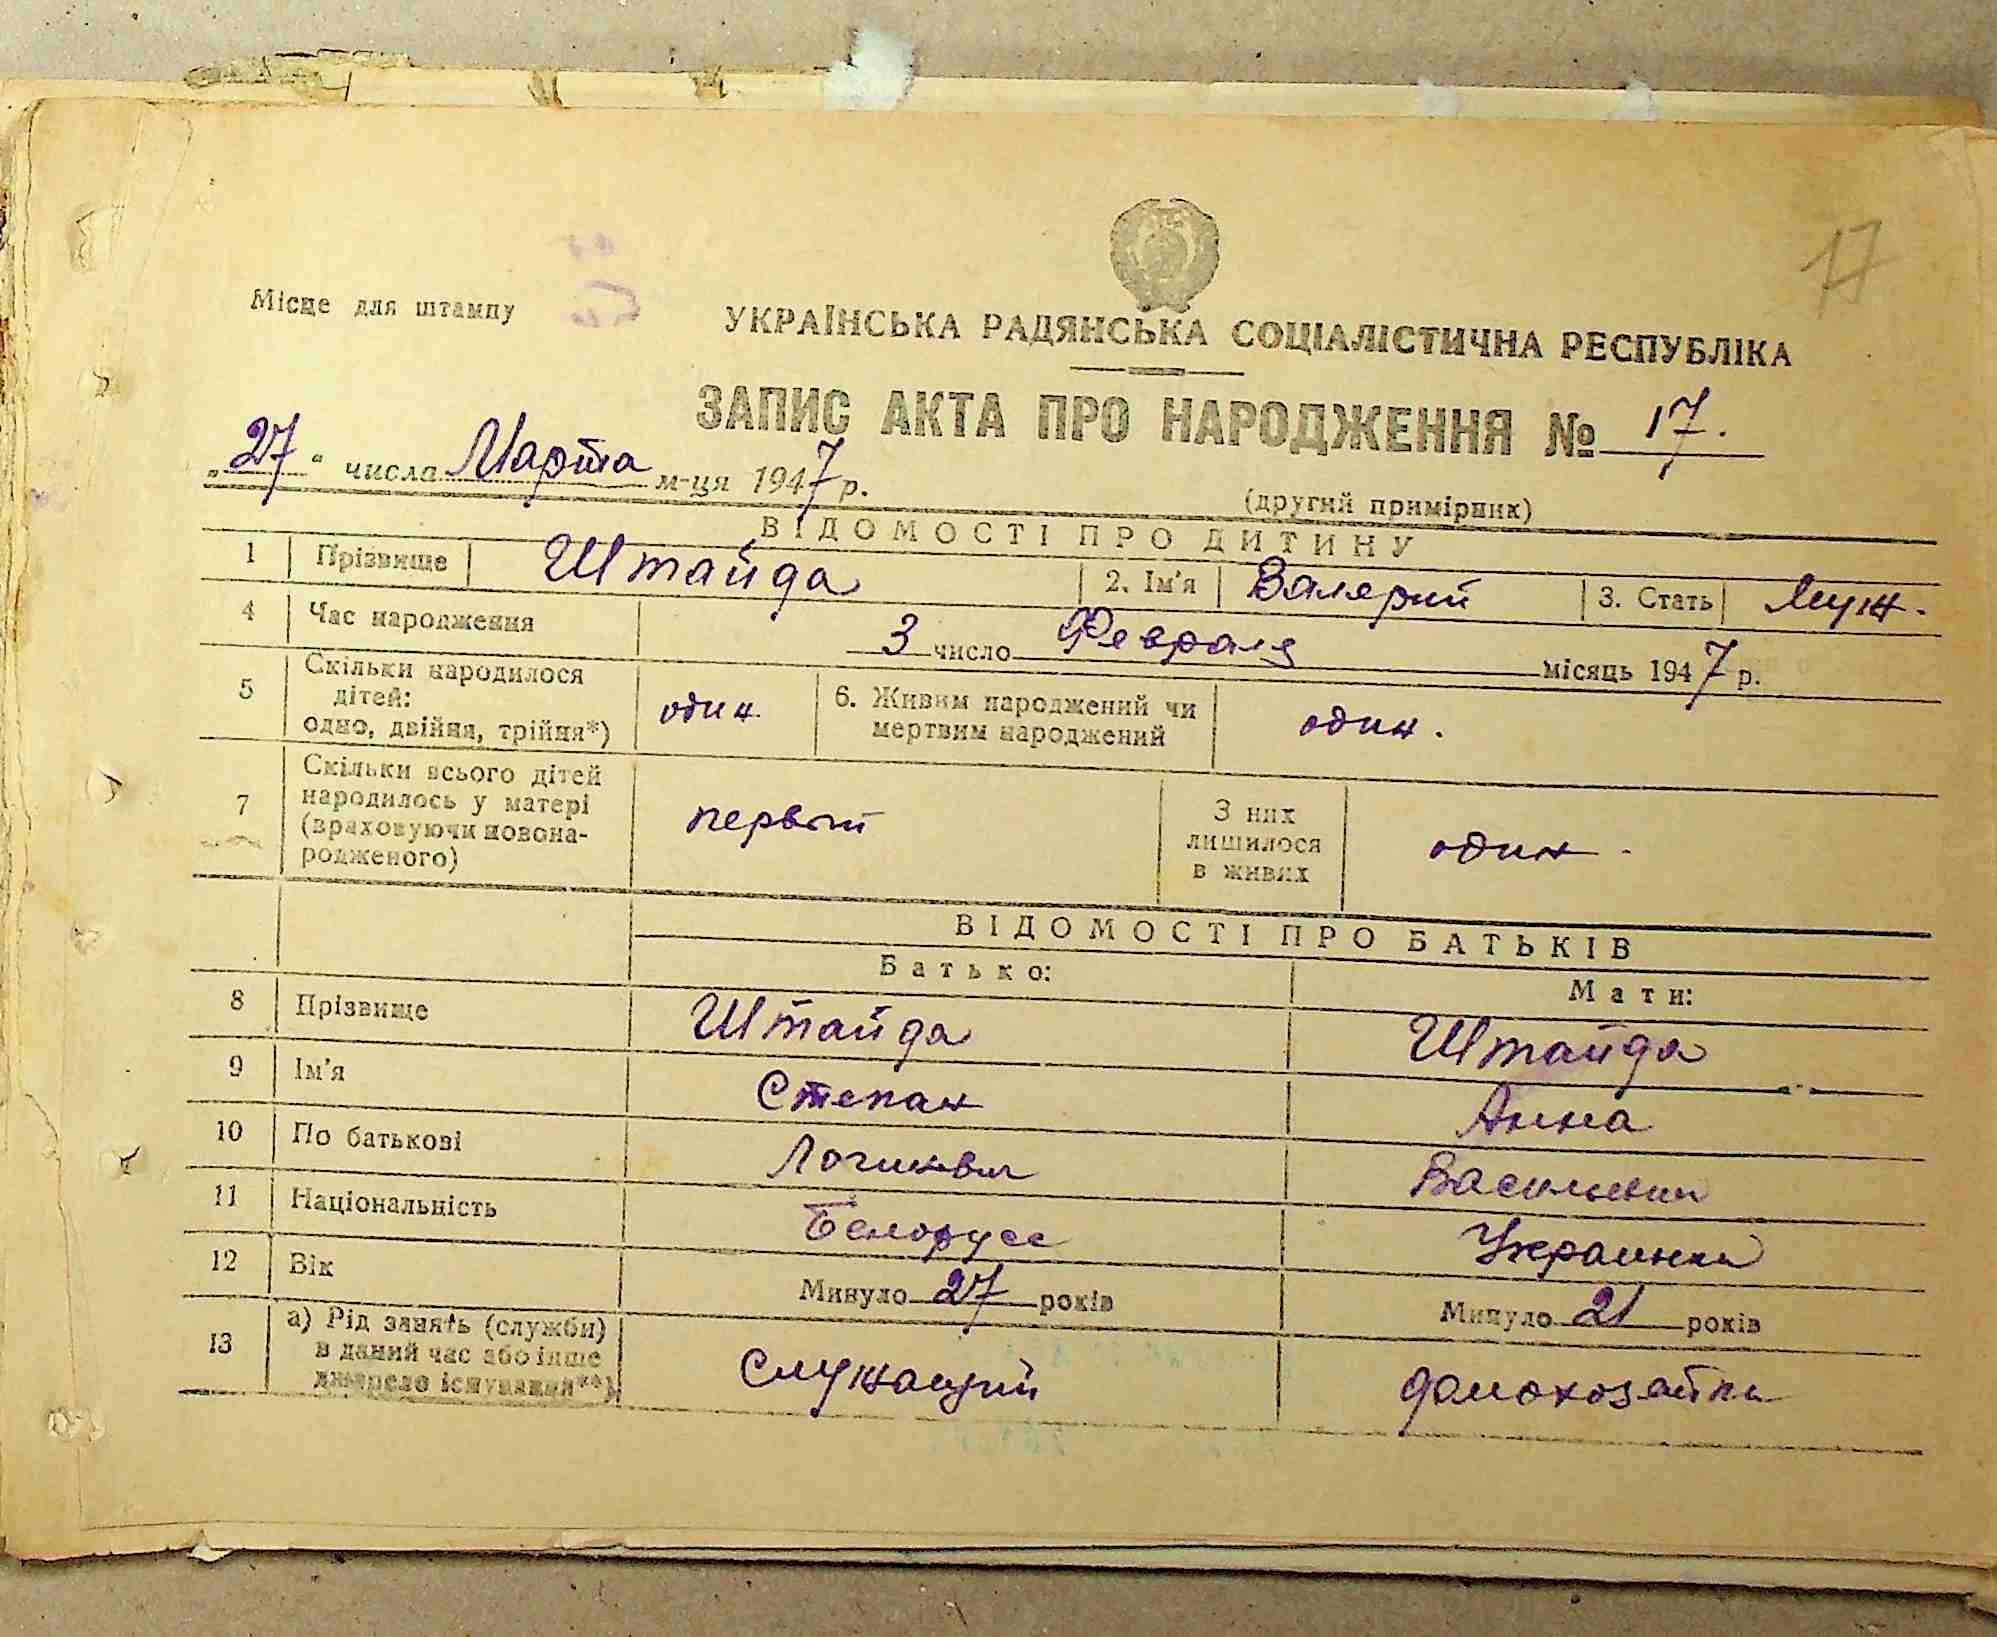 17
Місце для штампу
УКРАЇНСЬКА РАДЯНСЬКА СОЦІАЛІСТИЧНА РЕСПУБЛІКА
ЗАПИС АКТА ПРО НАРОДЖЕННЯ № 17.
„27“ числа Марта м-ця 1947 р.
(другий примірник)
ВІДОМОСТІ ПРО ДИТИНУ
1 Прізвище Штайда 2. Ім'я Валерий 3. Стать Муж.
4 Час народження 3 число Февраля місяць 1947 р.
5 Скільки народилося дітей: одно, двійня, трійня*) один 6. Живим народжений чи мертвим народжений один.
7 Скільки всього дітей народилось у матері (враховуючи новонародженого) первый З них лишилося в живих один
ВІДОМОСТІ ПРО БАТЬКІВ
Батько: Мати:
8 Прізвище Штайда Штайда
9 Ім'я Степан Анна
10 По батькові
11 Національність Белорусс Украинка
12 Вік Минуло 27 років Минуло 21 років
13 а) Рід занять (служби) в даний час або інше джерело існування**) служащий домохозайка